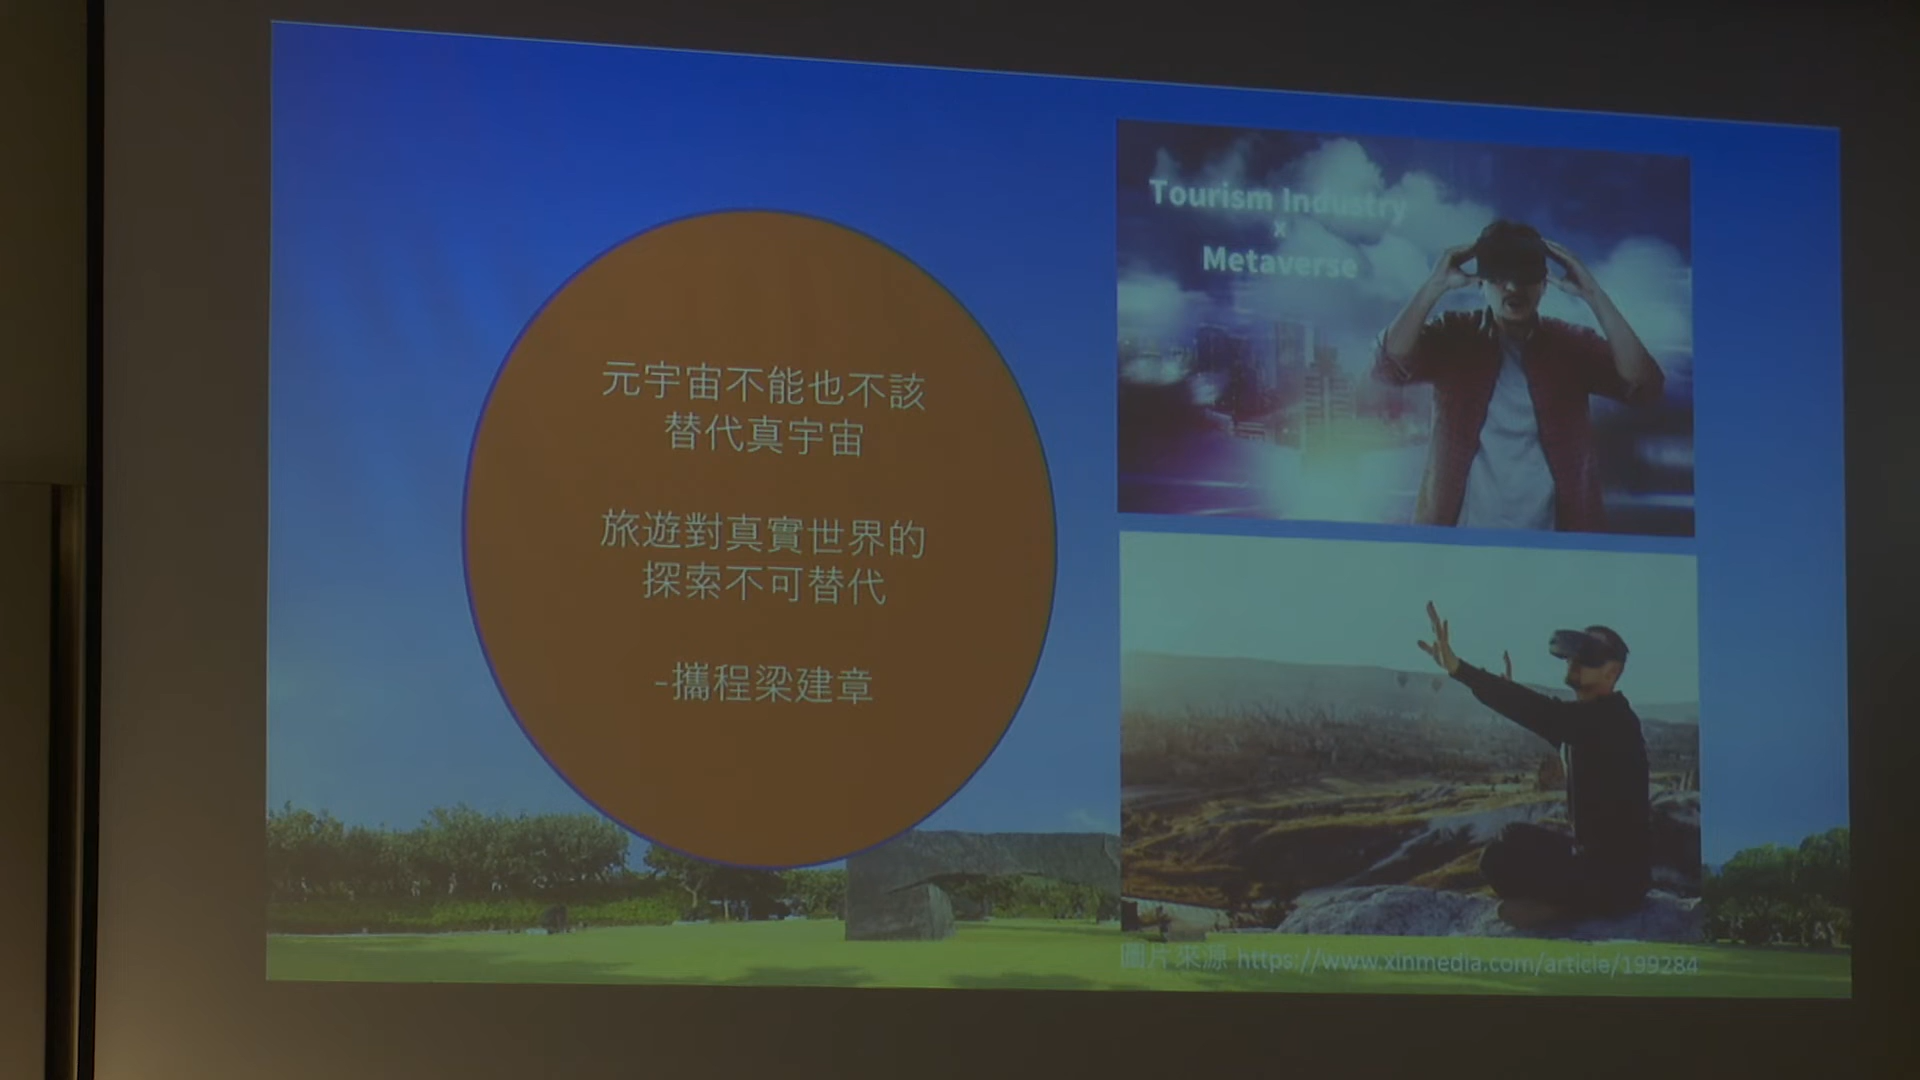 元宇宙不能也不該
替代真宇宙
旅遊對真實世界的
探索不可替代
-攜程梁建章
Tourism Industry
x
Metaverse
圖片來源 https://www.xinmedia.com/article/199284